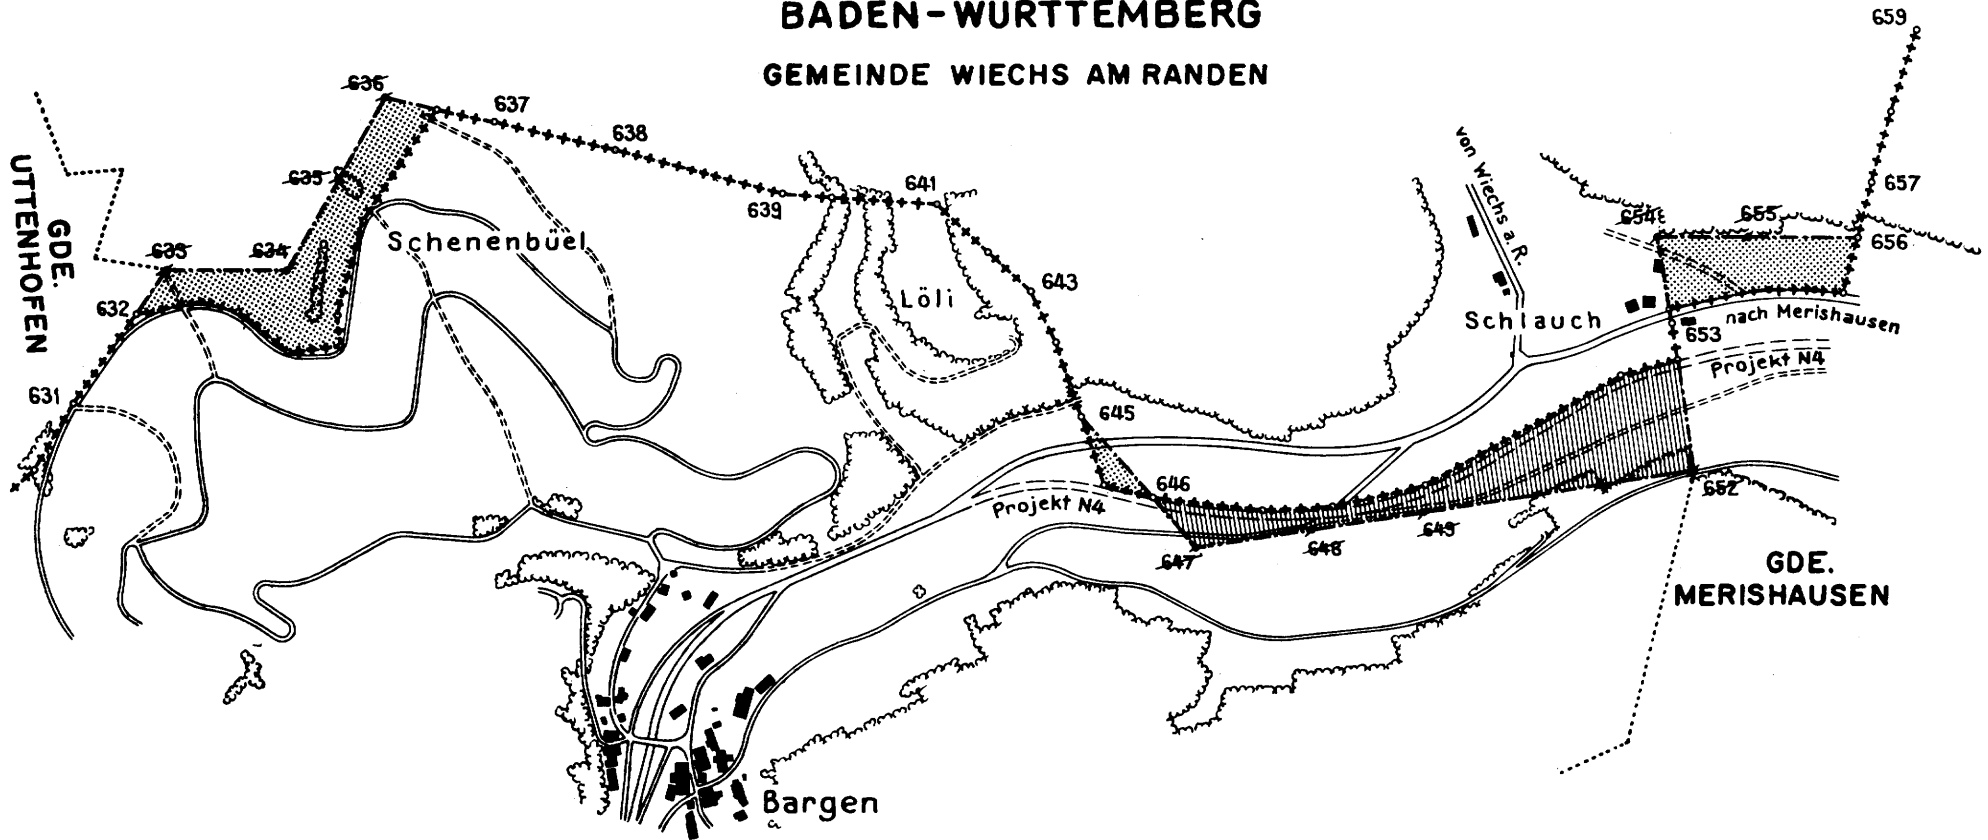 BADEN-WÜRTTEMBERG
GEMEINDE WIECHS AM RANDEN
659
636
637
638
635
641
639
657
von Wiechs a. R.
654
655
656
GDE.
UTTENHOFEN
633
634
Schenenbüel
632
643
Löli
Schlauch
nach Merishausen
653
Projekt N4
631
645
646
Projekt N4
652
649
648
647
GDE.
MERISHAUSEN
Bargen